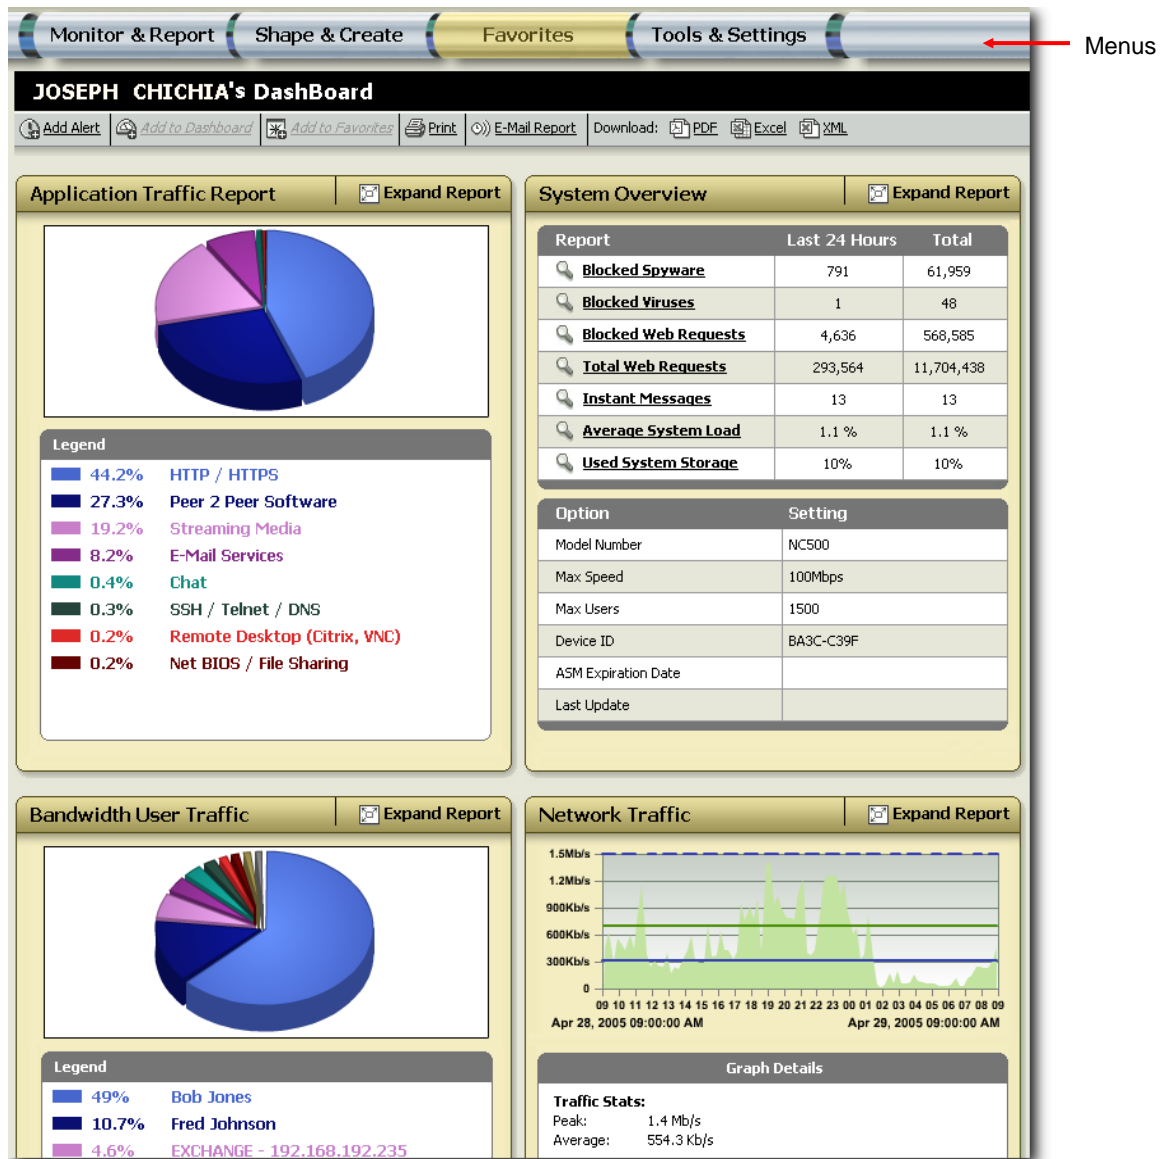 Monitor & Report Shape & Create Favorites Tools & Settings
Menus
JOSEPH CHICHIA's DashBoard
Add Alert Add to Dashboard Add to Favorites Print E-Mail Report Download: PDF Excel XML
Application Traffic Report Expand Report
Legend
44.2% HTTP / HTTPS
27.3% Peer 2 Peer Software
19.2% Streaming Media
8.2% E-Mail Services
0.4% Chat
0.3% SSH / Telnet / DNS
0.2% Remote Desktop (Citrix, VNC)
0.2% Net BIOS / File Sharing
System Overview Expand Report
Report Last 24 Hours Total
Blocked Spyware 791 61,959
Blocked Viruses 1 48
Blocked Web Requests 4,636 568,585
Total Web Requests 293,564 11,704,438
Instant Messages 13 13
Average System Load 1.1 % 1.1 %
Used System Storage 10% 10%
Option Setting
Model Number NC500
Max Speed 100Mbps
Max Users 1500
Device ID BA3C-C39F
ASM Expiration Date
Last Update
Bandwidth User Traffic Expand Report
Legend
49% Bob Jones
10.7% Fred Johnson
4.6% EXCHANGE - 192.168.192.235
Network Traffic Expand Report
1.5Mb/s
1.2Mb/s
900Kb/s
600Kb/s
300Kb/s
0
09 10 11 12 13 14 15 16 17 18 19 20 21 22 23 00 01 02 03 04 05 06 07 08 09
Apr 28, 2005 09:00:00 AM Apr 29, 2005 09:00:00 AM
Graph Details
Traffic Stats:
Peak: 1.4 Mb/s
Average: 554.3 Kb/s